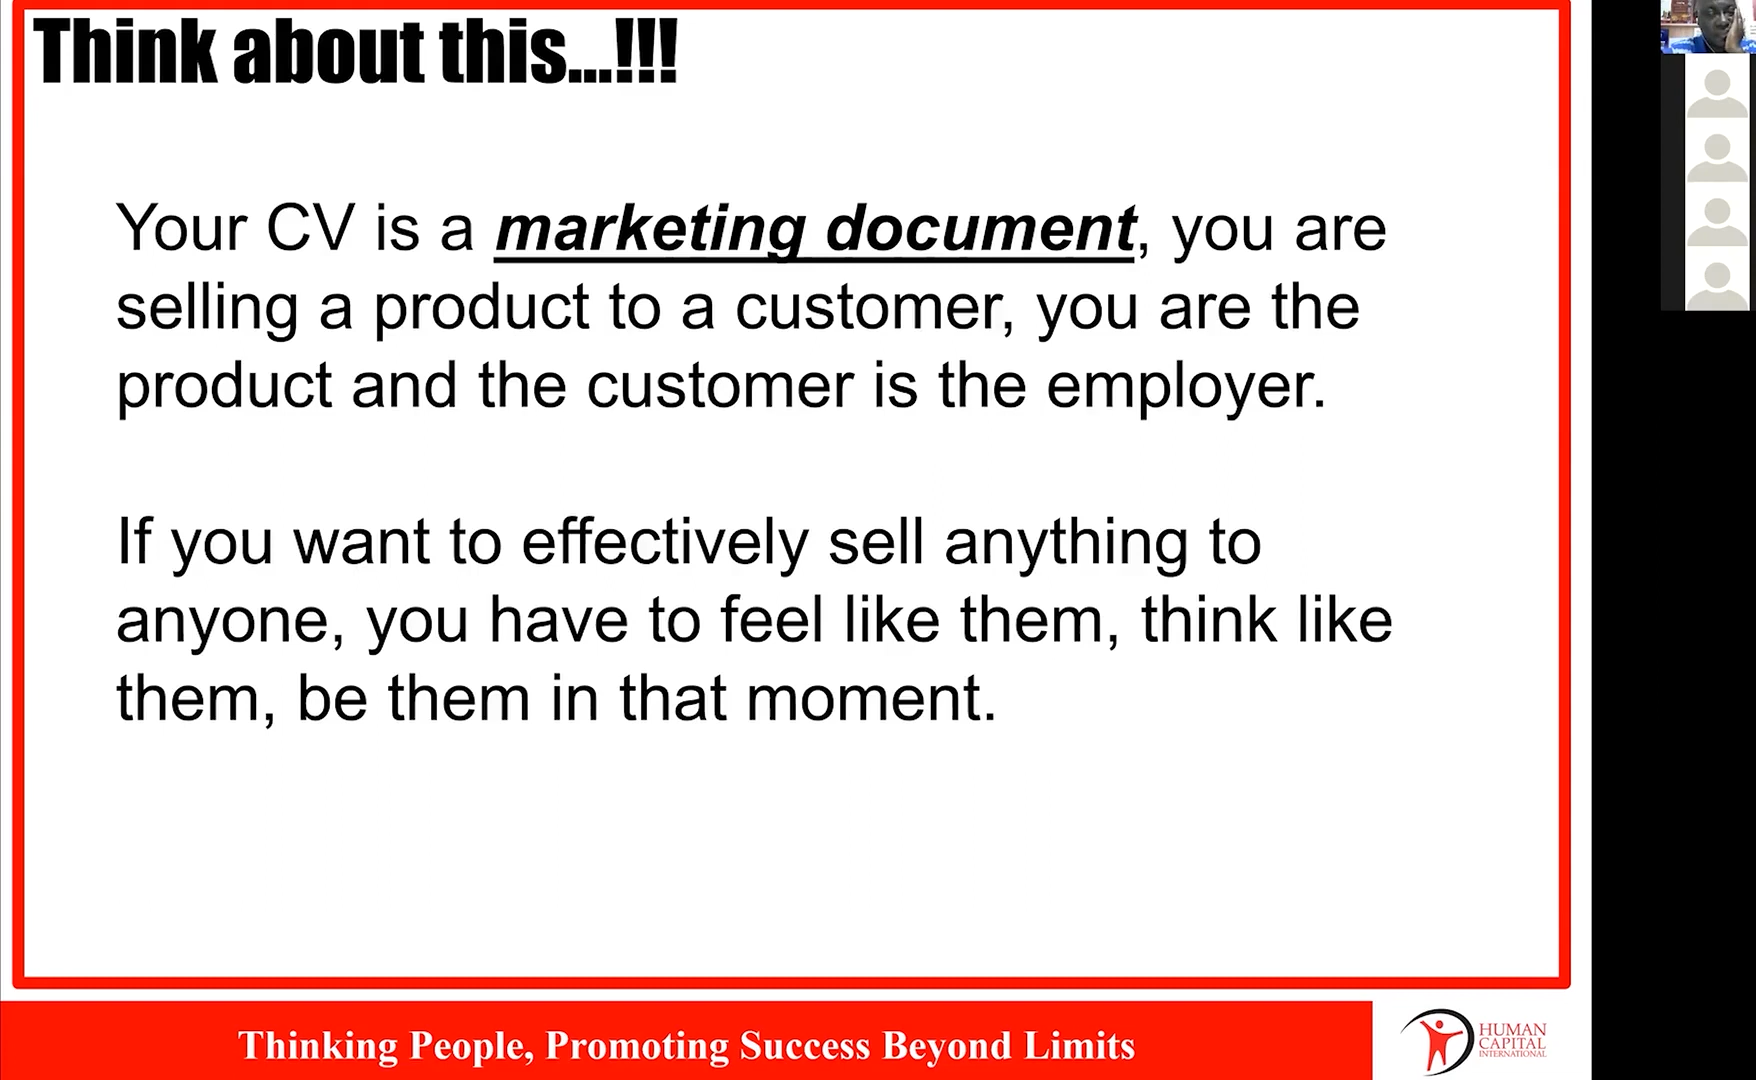 Think about this...!!!
Your CV is a marketing document, you are
selling a product to a customer, you are the
product and the customer is the employer.
If you want to effectively sell anything to
anyone, you have to feel like them, think like
them, be them in that moment.
Thinking People, Promoting Success Beyond Limits
HUMAN
CAPITAL
INTERNATIONAL